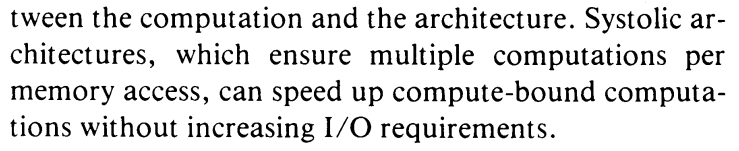 tween the computation and the architecture. Systolic ar-
chitectures, which ensure multiple computations per
memory access, can speed up compute-bound computa-
tions without increasing I/O requirements.